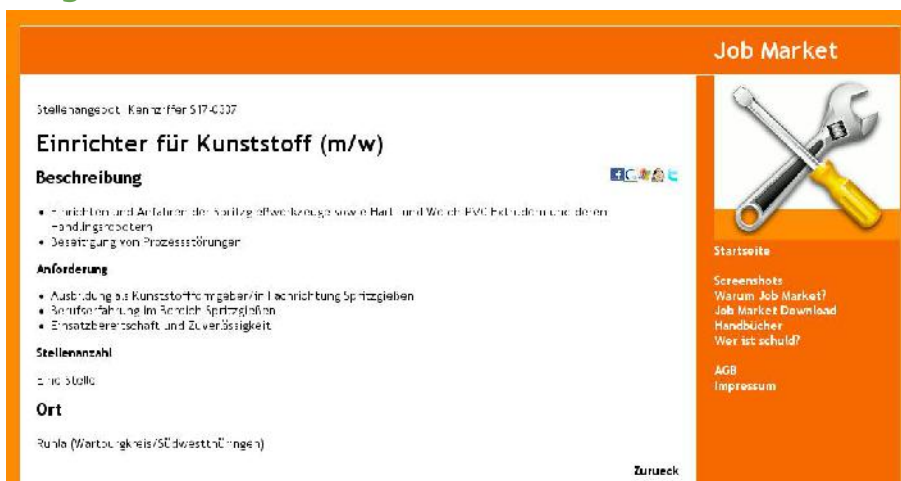 Job Market
Stellenangebot Kennziffer S17-0337
Einrichter für Kunststoff (m/w)
Beschreibung
• Einrichten und Anfahren der Spritzgießwerkzeuge sowie Hart- und Weich-PVC Extrudern und deren
Handlingsrobotern
• Beseitigung von Prozessstörungen
Anforderung
• Ausbildung als Kunststoffformgeber/in Fachrichtung Spritzgießen
• Berufserfahrung im Bereich Spritzgießen
• Einsatzbereitschaft und Zuverlässigkeit
Stellenanzahl
Eine Stelle
Ort
Ruhla (Wartburgkreis/Südwestthüringen)
Zurueck
Startseite
Screenshots
Warum Job Market?
Job Market Download
Handbücher
Wer ist schuld?
AGB
Impressum